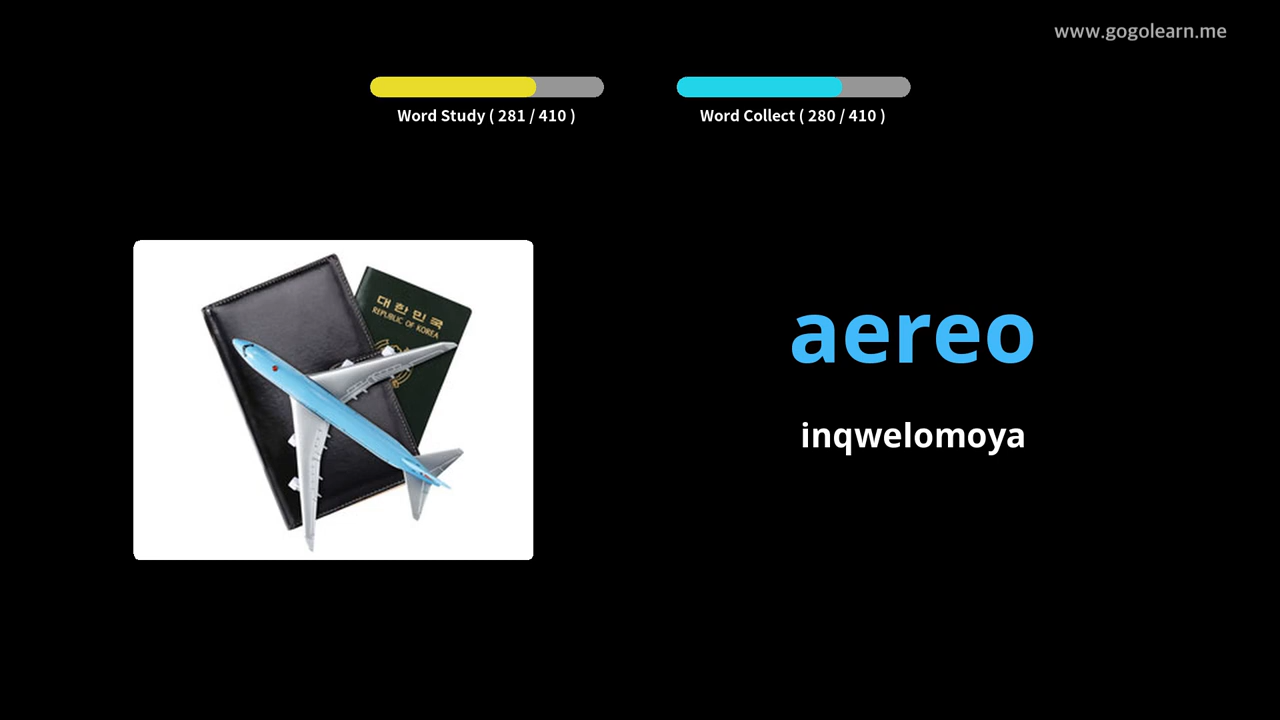 www.gogolearn.me
Word Study ( 281 / 410 )
Word Collect ( 280 / 410 )
대한민국
REPUBLIC OF KOREA
aereo
inqwelomoya